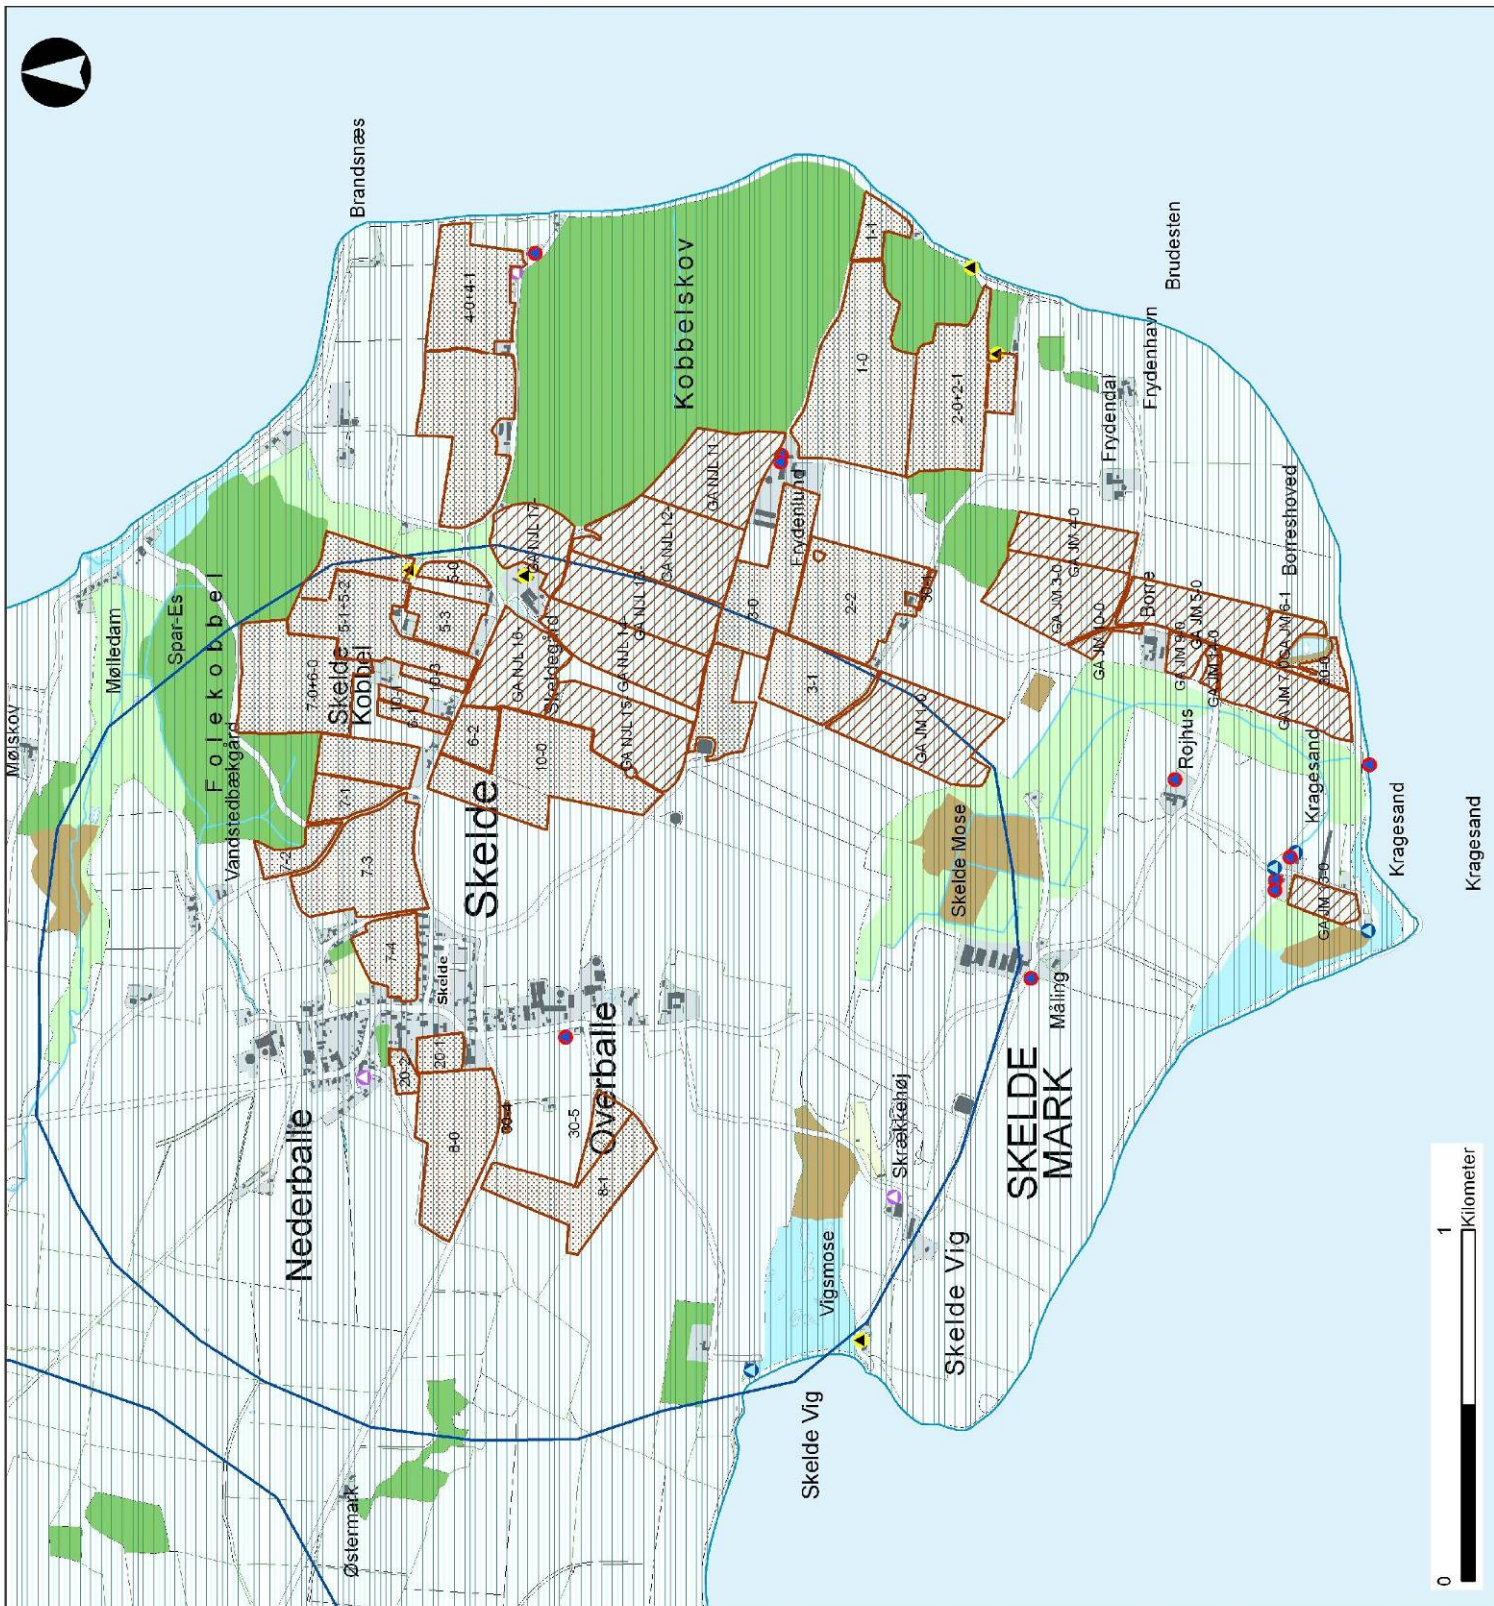 Mølskov
Mølledam
Spar-Es
Folekobbel
Vandstedbækgård
Brandsnæs
4-0+4-1
Kobbelskov
1-1
1-0
2-0+2-1
Brudesten
Frydenhavn
Frydendal
Borreshoved
5-1+5-2
5-0
5-3
7-0+6-0
Skelde
Kobbel
10-3
GA NJL 17-
GA NJL 16-
Skeldegård
GA NJL 11-
GA NJL 12-
GA NJL 14-
GA NJL 15-
Frydenlund
3-0
2-2
3-1
6-2
10-0
7-1
7-2
7-3
7-4
Skelde
Skelde
GA JM 4-0
GA JM 3-0
GA JM 10-0
GA JM 5-0
GA JM 6-1
GA JM 7-0
Borre
Rojhus
Kragesand
Kragesand
Kragesand
Skelde Mose
Måling
SKELDE
MARK
20-2
20-1
8-0
30-4
30-5
8-1
Nederballe
Overballe
Skrækkehøj
Vigsmose
Skelde Vig
Skelde Vig
Østermark
0
1
Kilometer